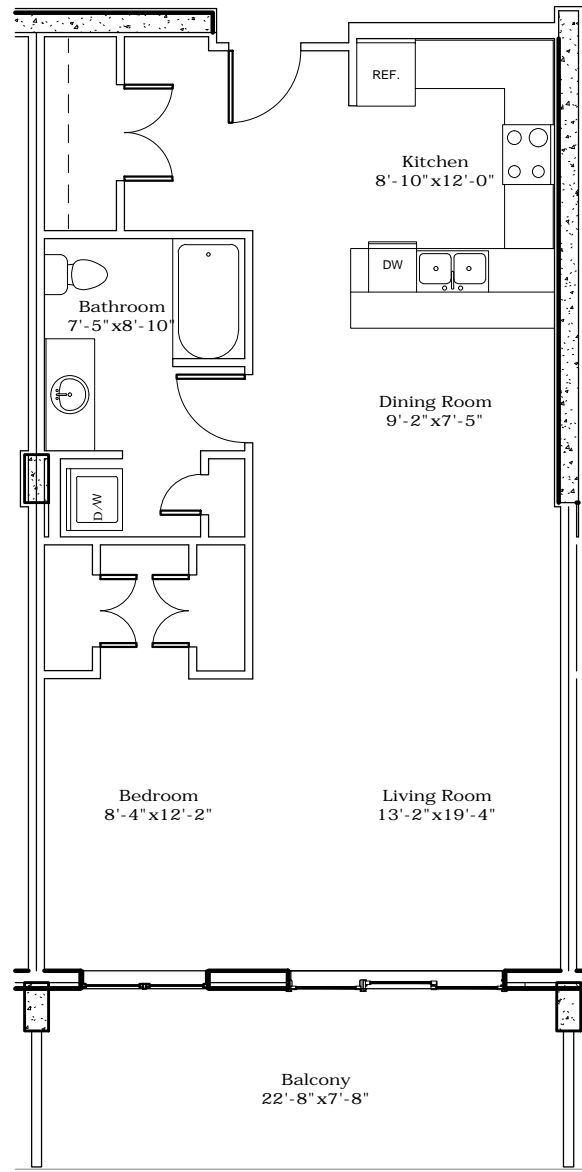 REF.
Kitchen
8'-10"x12'-0"
DW
Bathroom
7'-5"x8'-10"
Dining Room
9'-2"x7'-5"
D/W
Bedroom
8'-4"x12'-2"
Living Room
13'-2"x19'-4"
Balcony
22'-8"x7'-8"